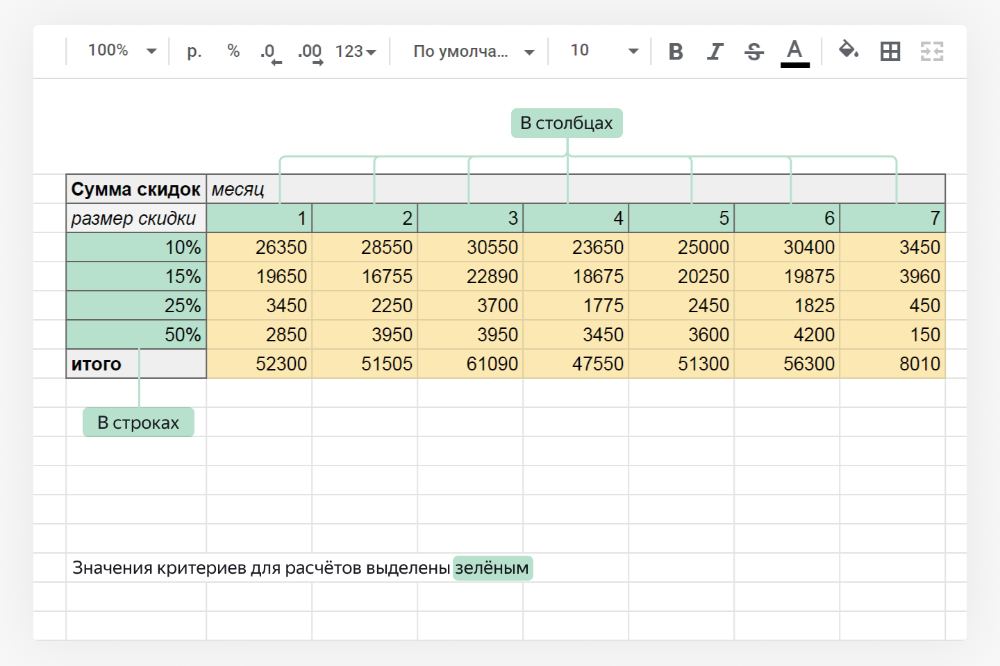 100% р. % .0 .00 123 По умолча... 10 B I S A
В столбцах
Сумма скидок месяц
размер скидки 1 2 3 4 5 6 7
10% 26350 28550 30550 23650 25000 30400 3450
15% 19650 16755 22890 18675 20250 19875 3960
25% 3450 2250 3700 1775 2450 1825 450
50% 2850 3950 3950 3450 3600 4200 150
итого 52300 51505 61090 47550 51300 56300 8010
В строках
Значения критериев для расчётов выделены зелёным